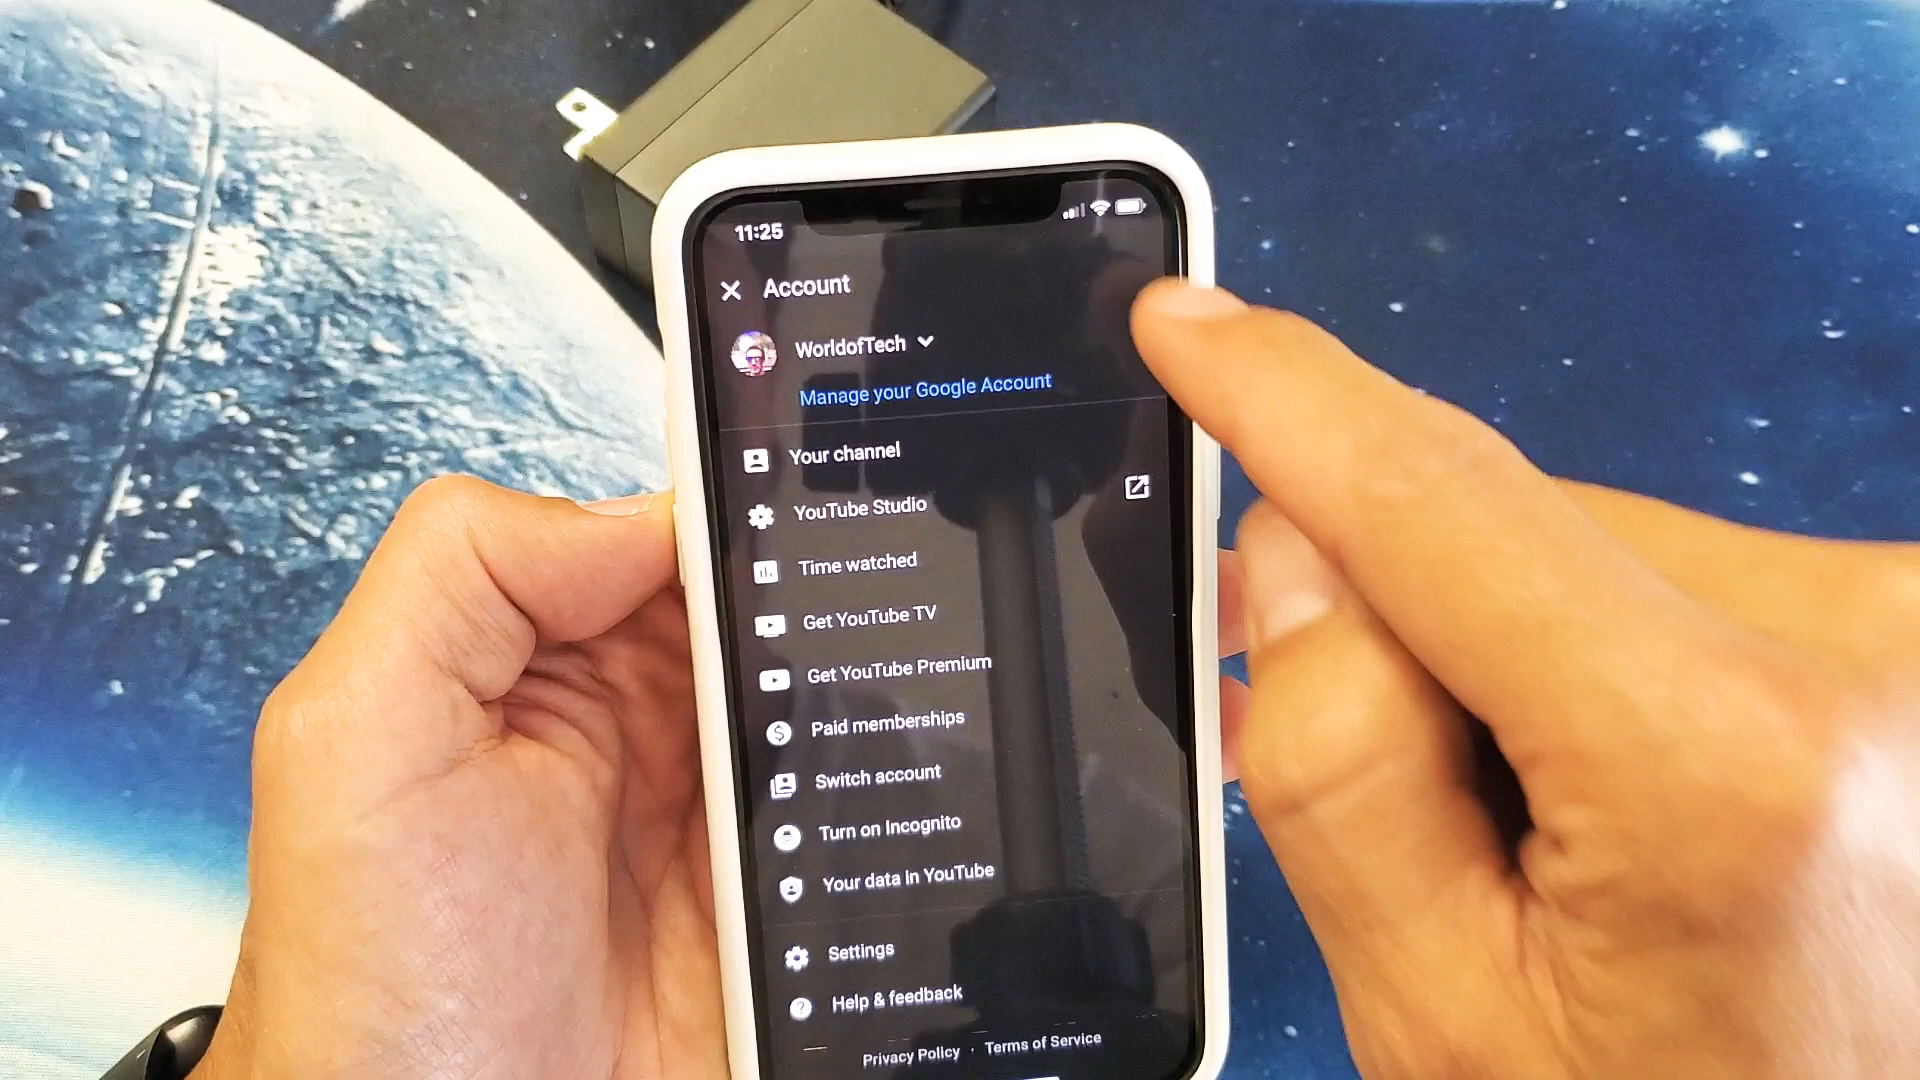 11:25
Account
WorldofTech
Manage your Google Account
Your channel
YouTube Studio
Time watched
Get YouTube TV
Get YouTube Premium
Paid memberships
Switch account
Turn on Incognito
Your data in YouTube
Settings
Help & feedback
Privacy Policy · Terms of Service